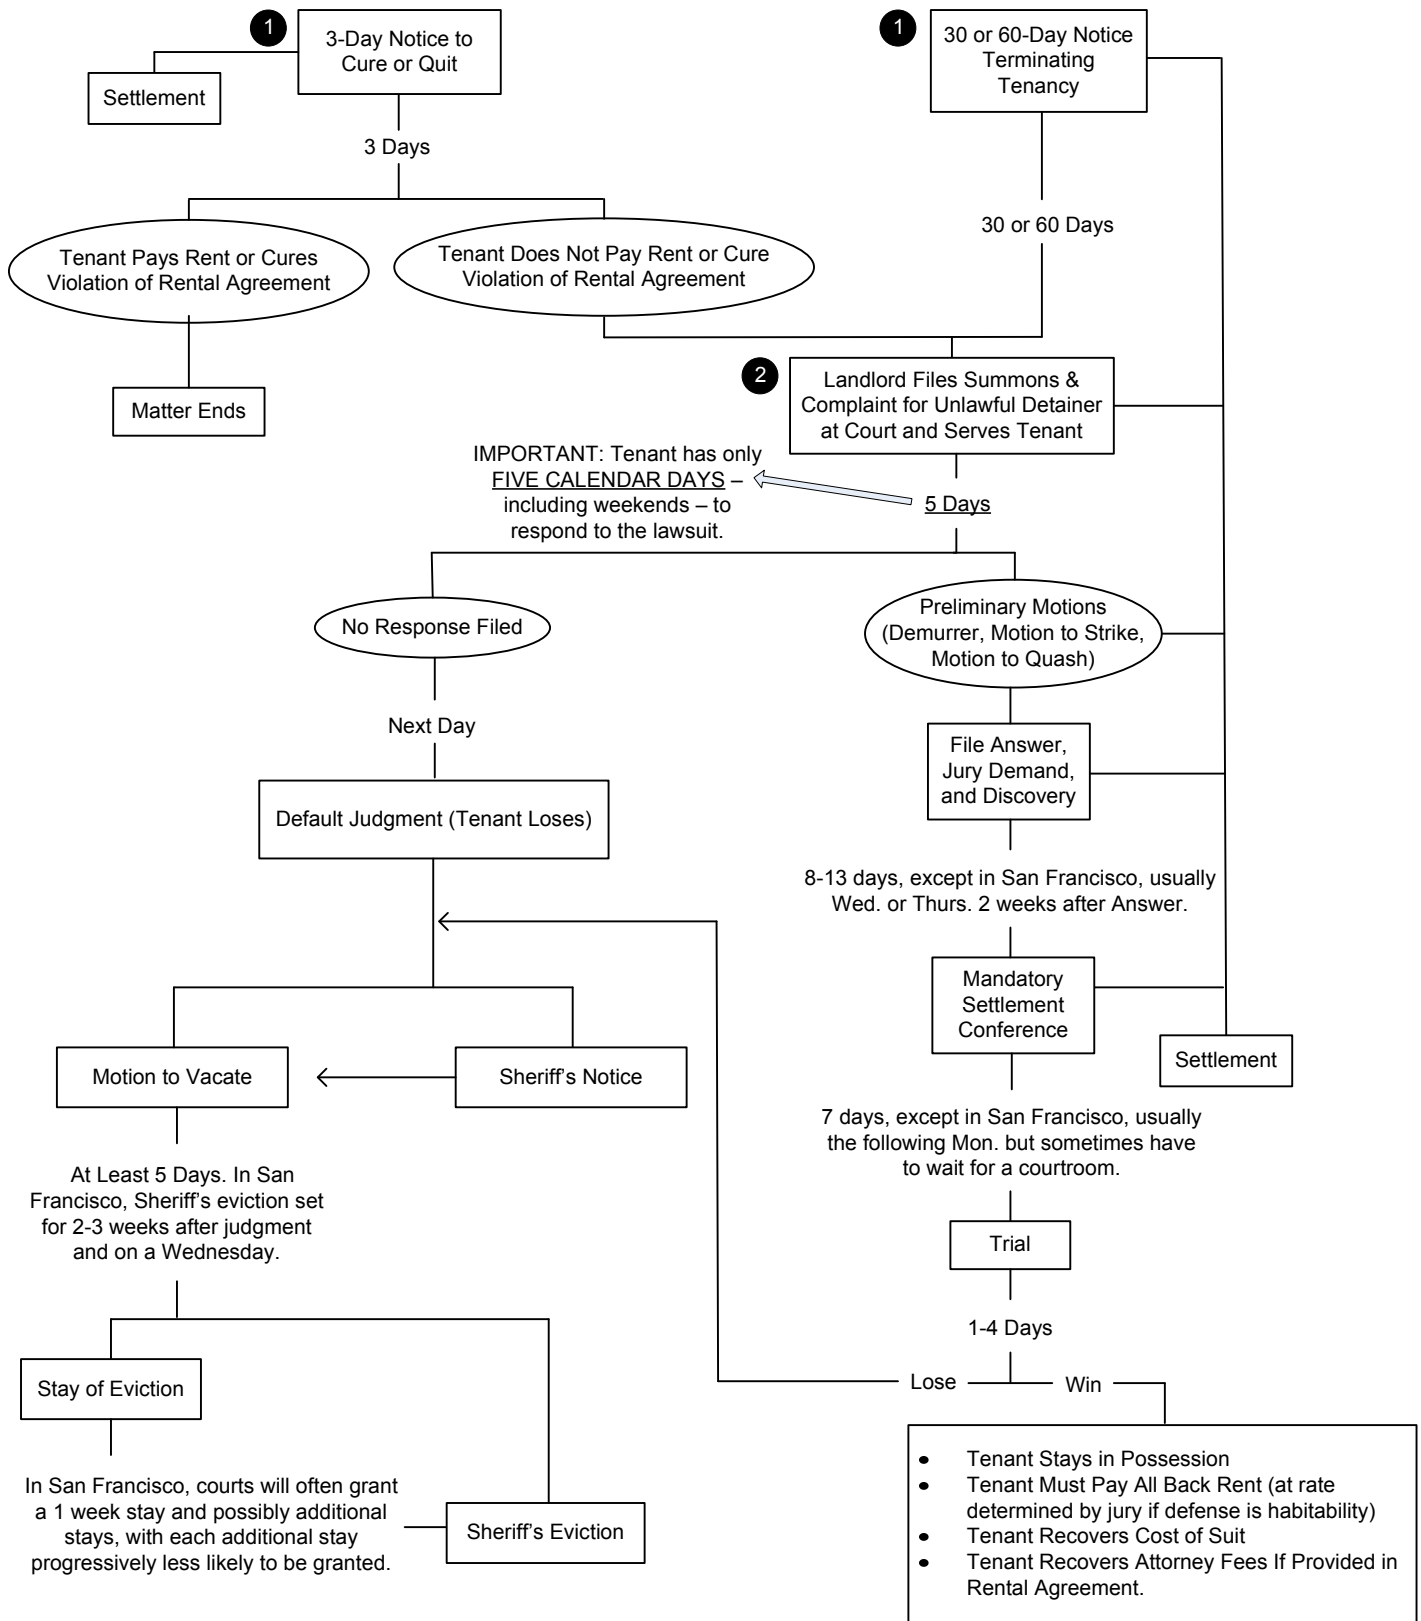 1
3-Day Notice to
Cure or Quit
Settlement
3 Days
Tenant Pays Rent or Cures
Violation of Rental Agreement
Tenant Does Not Pay Rent or Cure
Violation of Rental Agreement
Matter Ends
1
30 or 60-Day Notice
Terminating
Tenancy
30 or 60 Days
2
Landlord Files Summons &
Complaint for Unlawful Detainer
at Court and Serves Tenant
IMPORTANT: Tenant has only
FIVE CALENDAR DAYS –
including weekends – to
respond to the lawsuit.
5 Days
No Response Filed
Next Day
Default Judgment (Tenant Loses)
Motion to Vacate
Sheriff's Notice
At Least 5 Days. In San
Francisco, Sheriff's eviction set
for 2-3 weeks after judgment
and on a Wednesday.
Stay of Eviction
In San Francisco, courts will often grant
a 1 week stay and possibly additional
stays, with each additional stay
progressively less likely to be granted.
Sheriff's Eviction
Preliminary Motions
(Demurrer, Motion to Strike,
Motion to Quash)
File Answer,
Jury Demand,
and Discovery
8-13 days, except in San Francisco, usually
Wed. or Thurs. 2 weeks after Answer.
Mandatory
Settlement
Conference
Settlement
7 days, except in San Francisco, usually
the following Mon. but sometimes have
to wait for a courtroom.
Trial
1-4 Days
Lose
Win
• Tenant Stays in Possession
• Tenant Must Pay All Back Rent (at rate
determined by jury if defense is habitability)
• Tenant Recovers Cost of Suit
• Tenant Recovers Attorney Fees If Provided in
Rental Agreement.